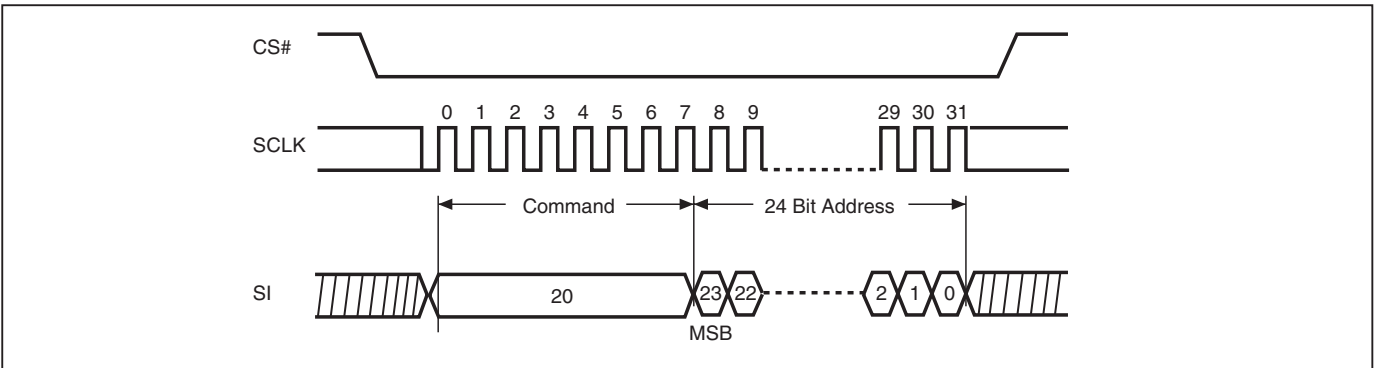 CS#
0 1 2 3 4 5 6 7 8 9 29 30 31
SCLK
Command 24 Bit Address
SI 20 23 22 2 1 0
MSB